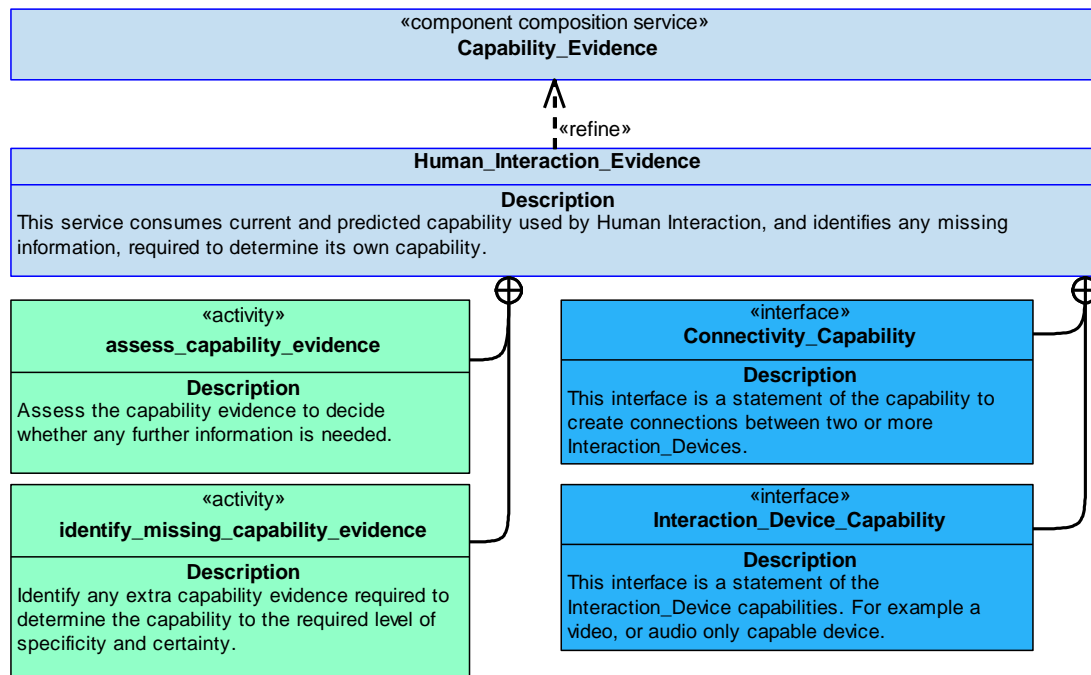 «component composition service»
Capability_Evidence
«refine»
Human_Interaction_Evidence
Description
This service consumes current and predicted capability used by Human Interaction, and identifies any missing
information, required to determine its own capability.
«activity»
assess_capability_evidence
Description
Assess the capability evidence to decide
whether any further information is needed.
«activity»
identify_missing_capability_evidence
Description
Identify any extra capability evidence required to
determine the capability to the required level of
specificity and certainty.
«interface»
Connectivity_Capability
Description
This interface is a statement of the capability to
create connections between two or more
Interaction_Devices.
«interface»
Interaction_Device_Capability
Description
This interface is a statement of the
Interaction_Device capabilities. For example a
video, or audio only capable device.